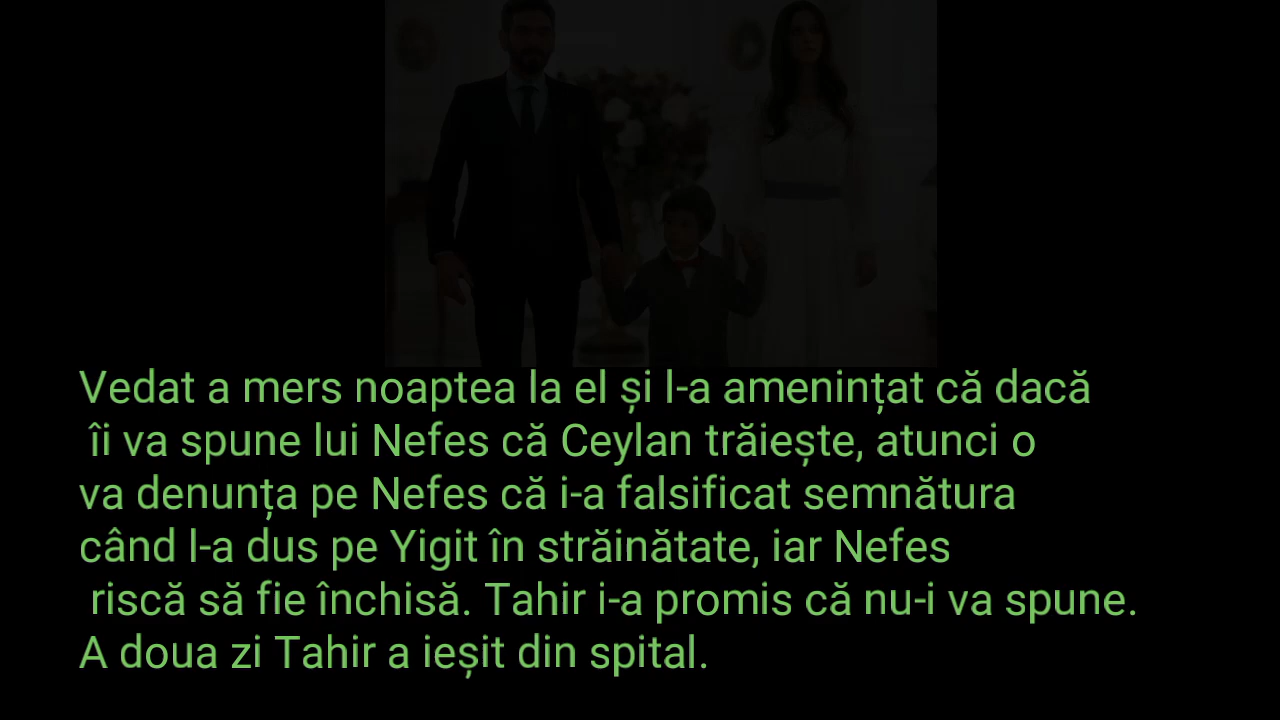 Vedat a mers noaptea la el și l-a amenințat că dacă
îi va spune lui Nefes că Ceylan trăiește, atunci o
va denunța pe Nefes că i-a falsificat semnătura
când l-a dus pe Yigit în străinătate, iar Nefes
riscă să fie închisă. Tahir i-a promis că nu-i va spune.
A doua zi Tahir a ieșit din spital.